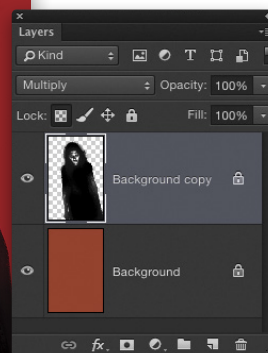 Layers
Kind
Multiply Opacity: 100%
Lock: Fill: 100%
Background copy
Background
fx